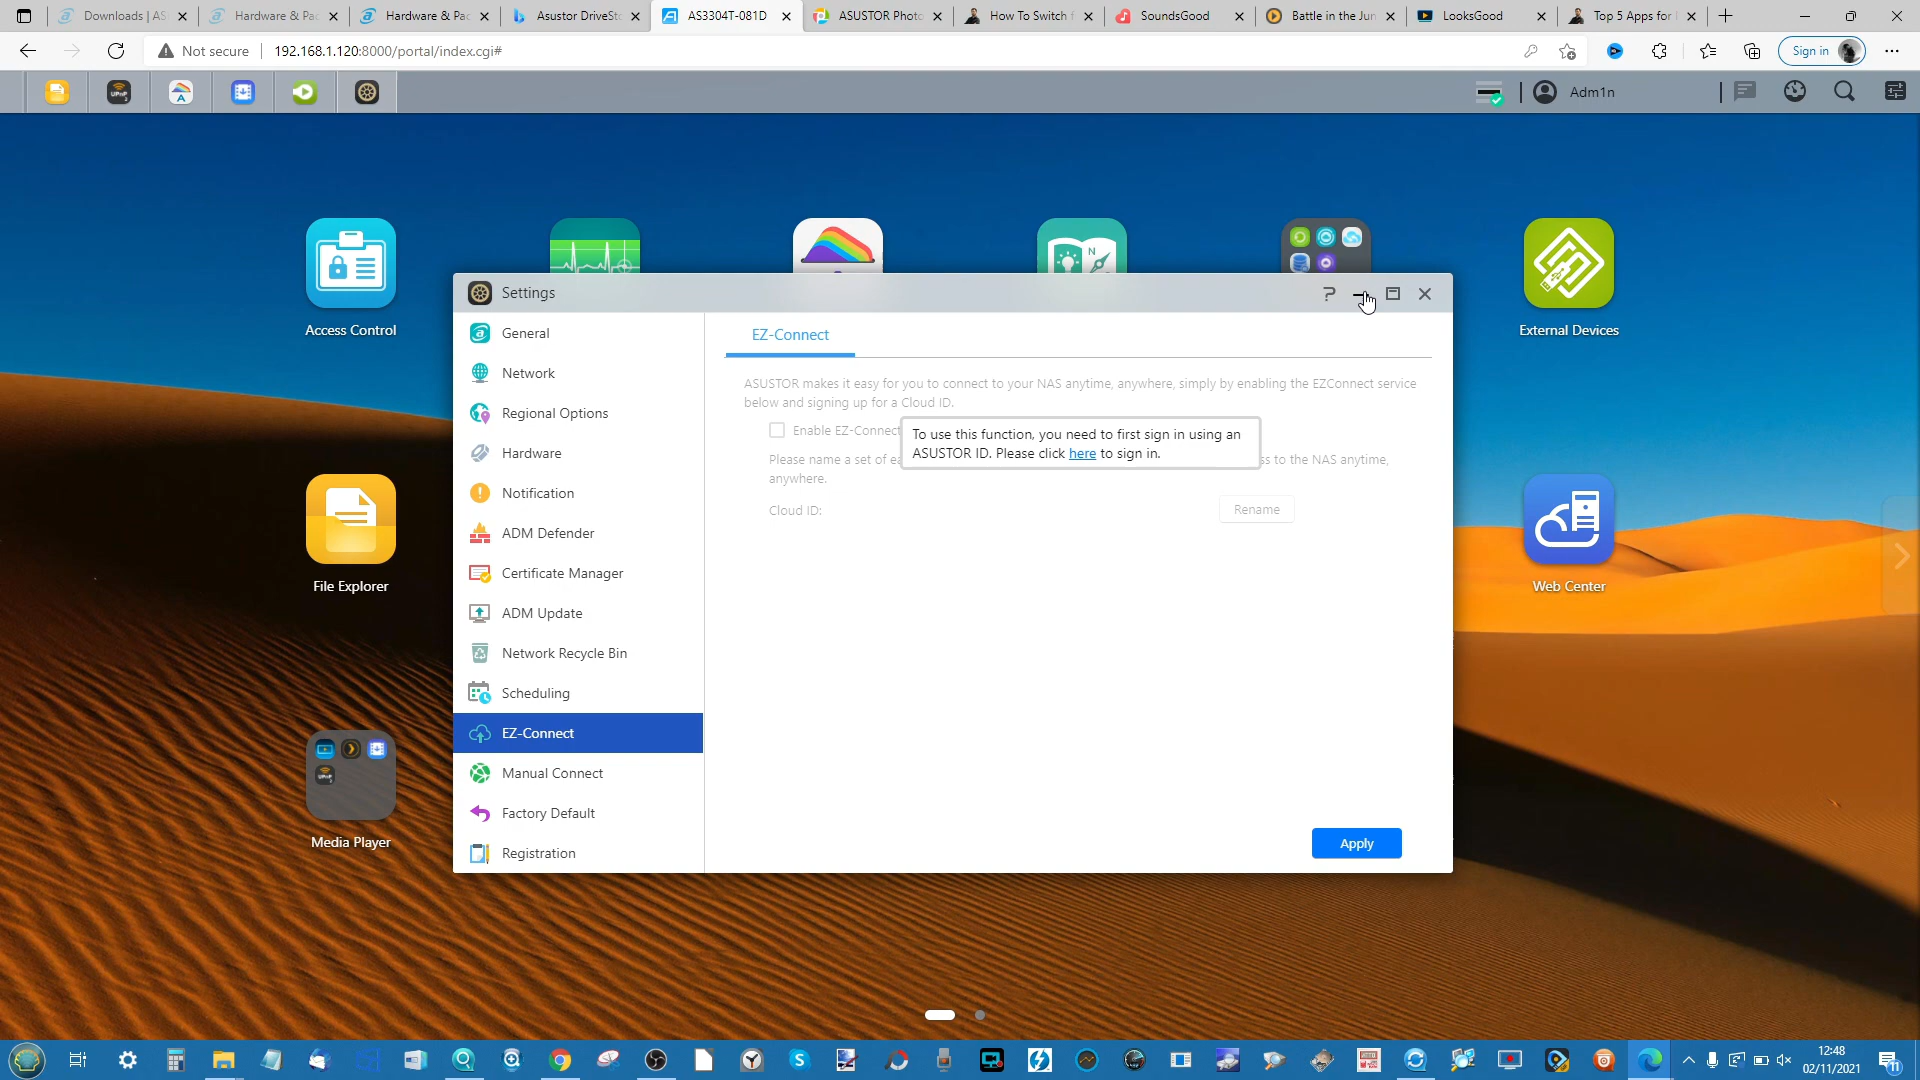 Downloads | AS
Hardware & Pac
Hardware & Pac
Asustor DriveSto
AS3304T-081D
ASUSTOR Photo
How To Switch f
SoundsGood
Battle in the Jun
LooksGood
Top 5 Apps for
Not secure
192.168.1.120:8000/portal/index.cgi#
Sign in
Adm1n
Access Control
External Devices
Settings
General
Network
Regional Options
Hardware
Notification
ADM Defender
Certificate Manager
ADM Update
Network Recycle Bin
Scheduling
EZ-Connect
Manual Connect
Factory Default
Registration
EZ-Connect
ASUSTOR makes it easy for you to connect to your NAS anytime, anywhere, simply by enabling the EZConnect service
below and signing up for a Cloud ID.
Enable EZ-Connect
To use this function, you need to first sign in using an
ASUSTOR ID. Please click here to sign in.
Please name a set of ea ss to the NAS anytime,
anywhere.
Cloud ID:
Rename
Apply
File Explorer
Web Center
Media Player
12:48
02/11/2021
11